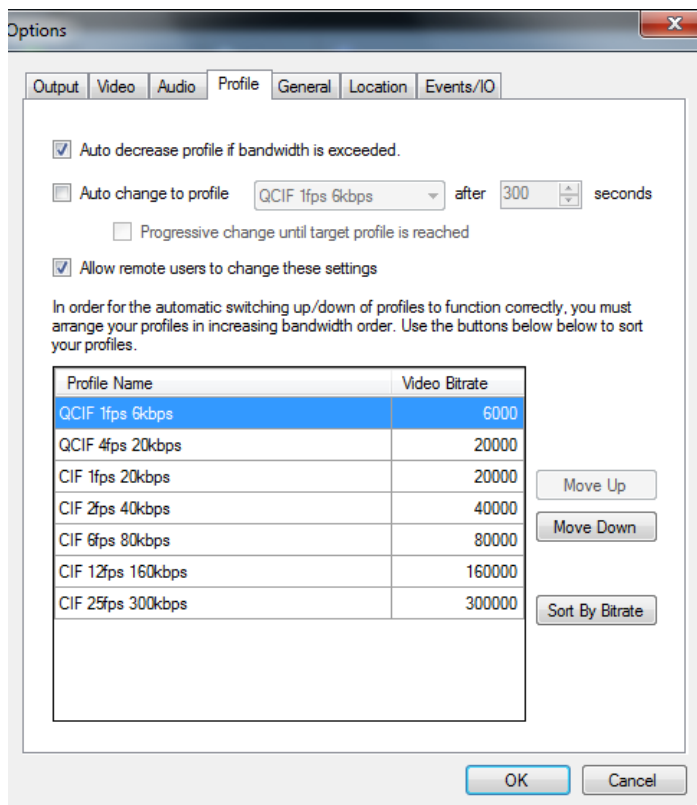 Options
Output Video Audio Profile General Location Events/IO
Auto decrease profile if bandwidth is exceeded.
Auto change to profile QCIF 1fps 6kbps after 300 seconds
Progressive change until target profile is reached
Allow remote users to change these settings
In order for the automatic switching up/down of profiles to function correctly, you must
arrange your profiles in increasing bandwidth order. Use the buttons below below to sort
your profiles.
Profile Name Video Bitrate
QCIF 1fps 6kbps 6000
QCIF 4fps 20kbps 20000
CIF 1fps 20kbps 20000
CIF 2fps 40kbps 40000
CIF 6fps 80kbps 80000
CIF 12fps 160kbps 160000
CIF 25fps 300kbps 300000
Move Up
Move Down
Sort By Bitrate
OK Cancel